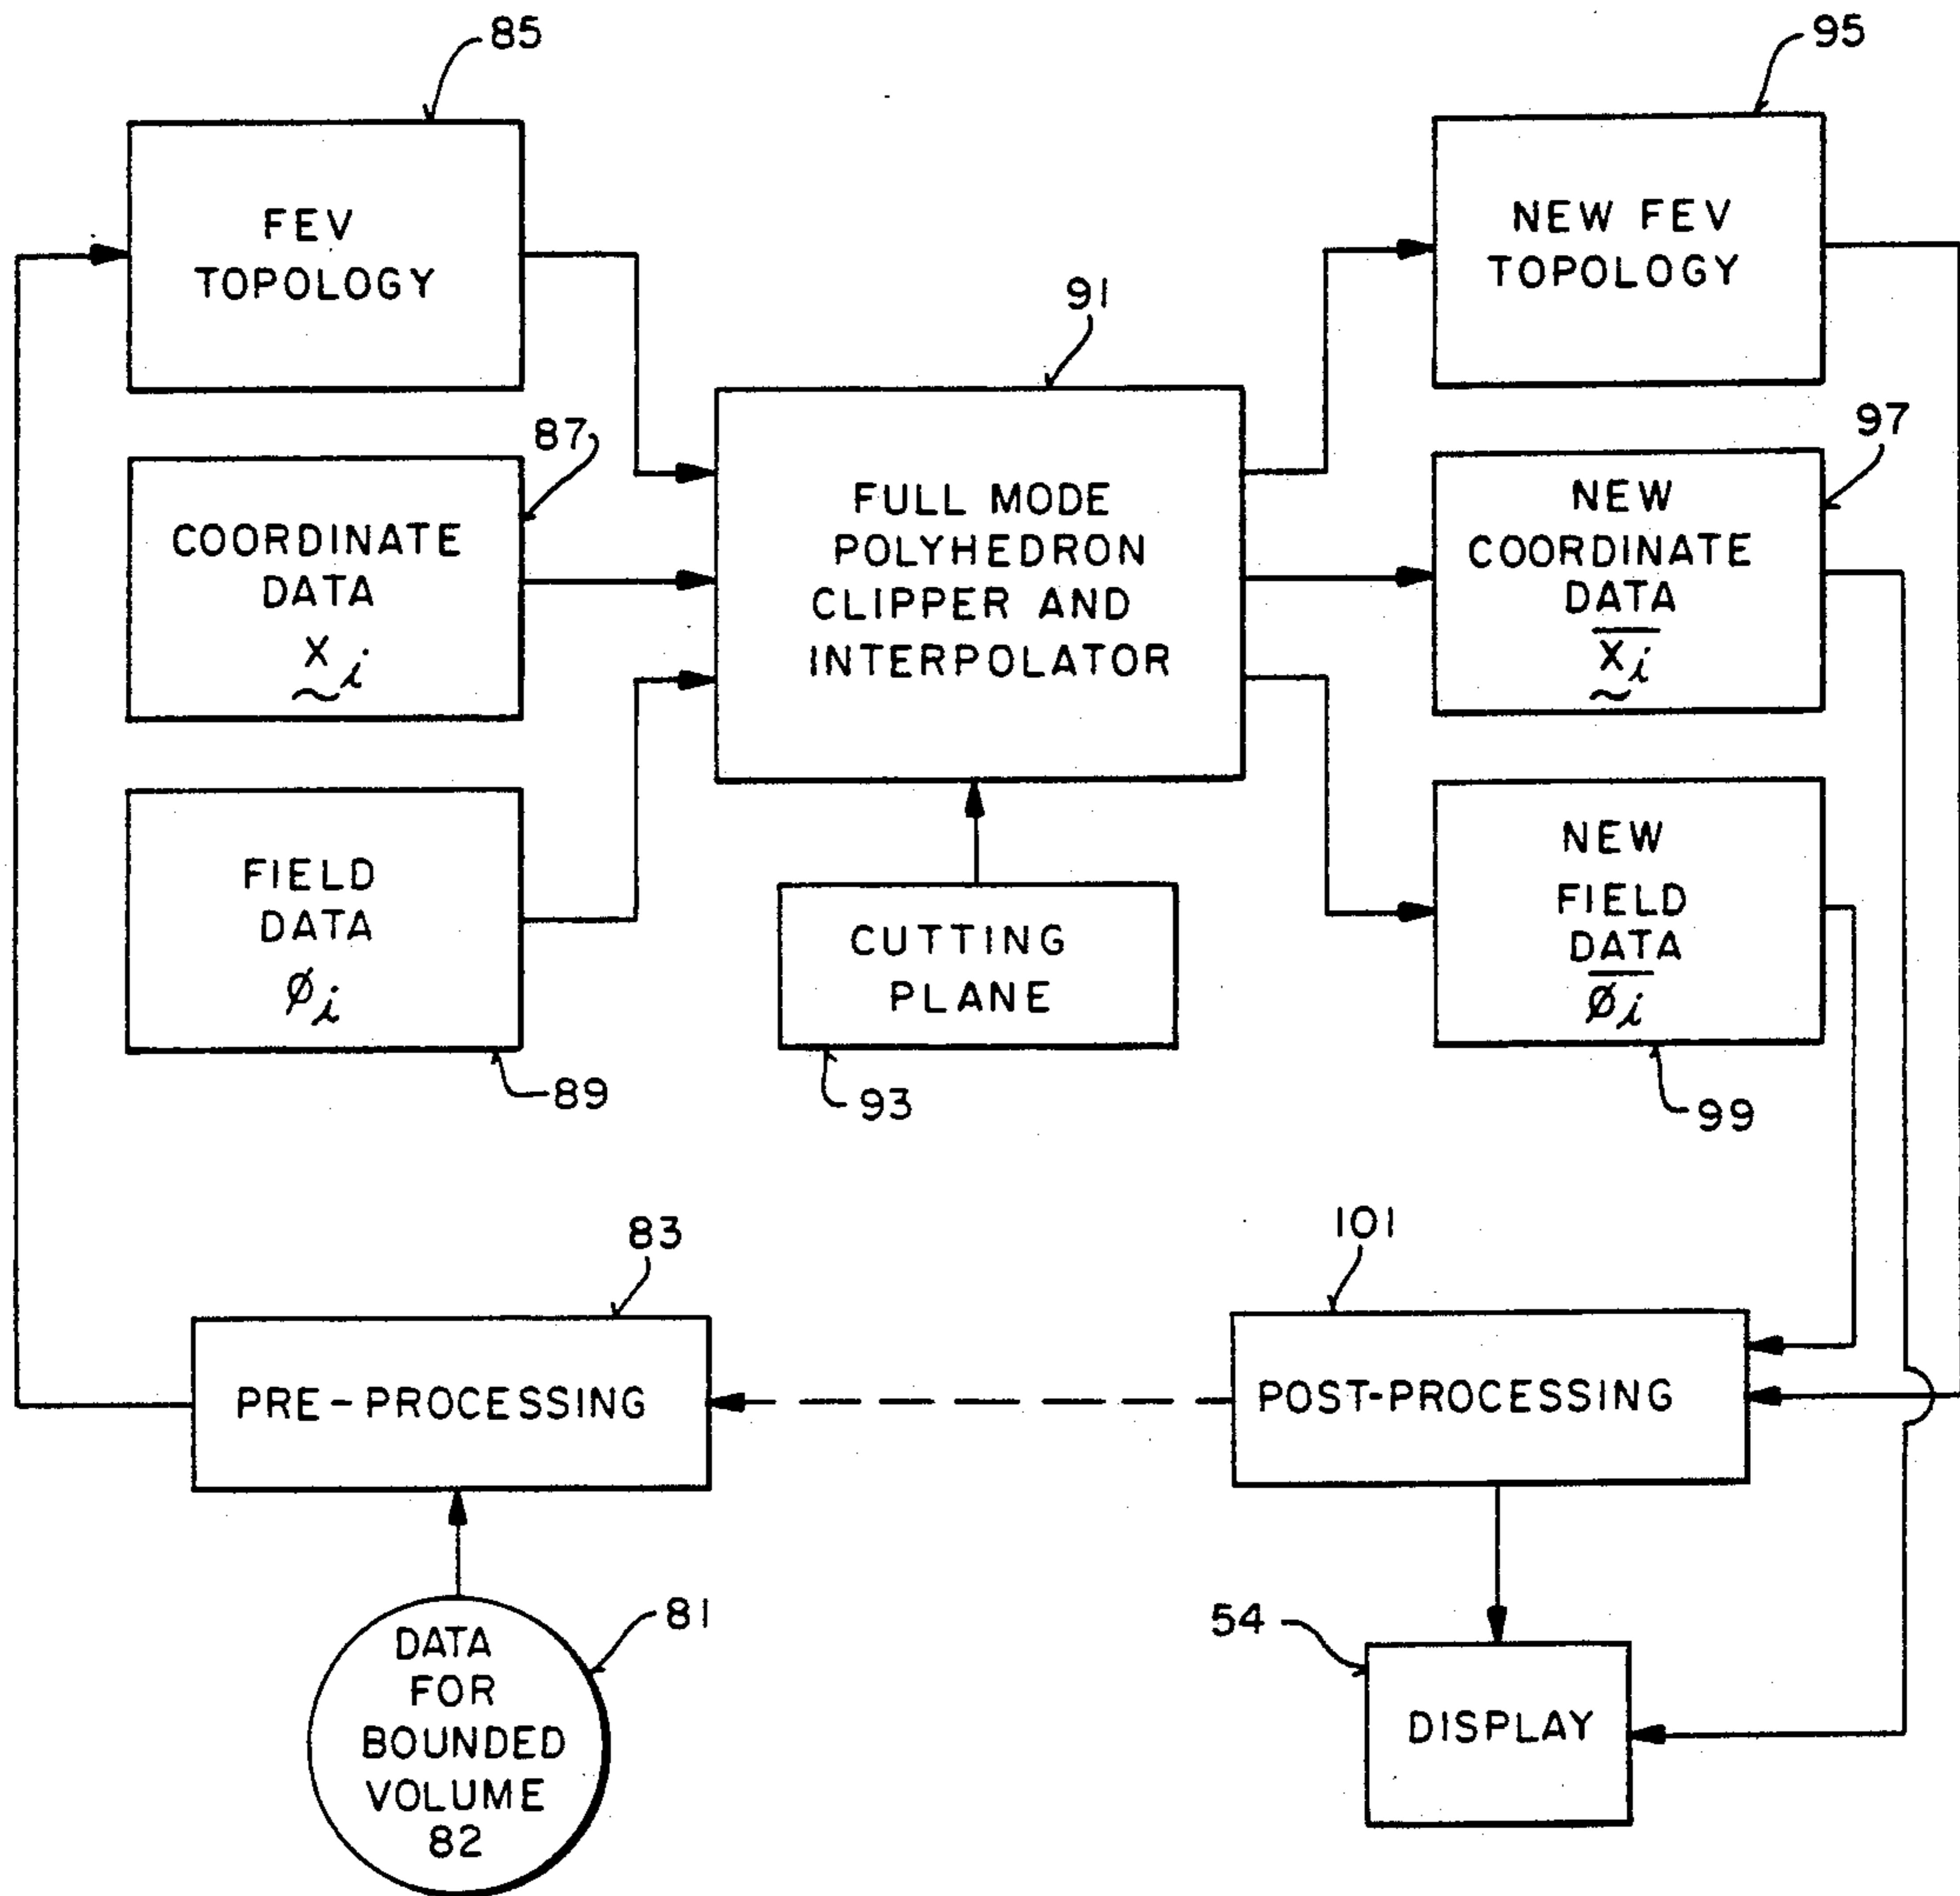 85
95
FEV
TOPOLOGY
NEW FEV
TOPOLOGY
91
87
97
COORDINATE
DATA
x i
FULL MODE
POLYHEDRON
CLIPPER AND
INTERPOLATOR
NEW
COORDINATE
DATA
x i
FIELD
DATA
ø i
CUTTING
PLANE
NEW
FIELD
DATA
ø i
89
93
99
83
101
PRE-PROCESSING
POST-PROCESSING
81
54
DATA
FOR
BOUNDED
VOLUME
82
DISPLAY